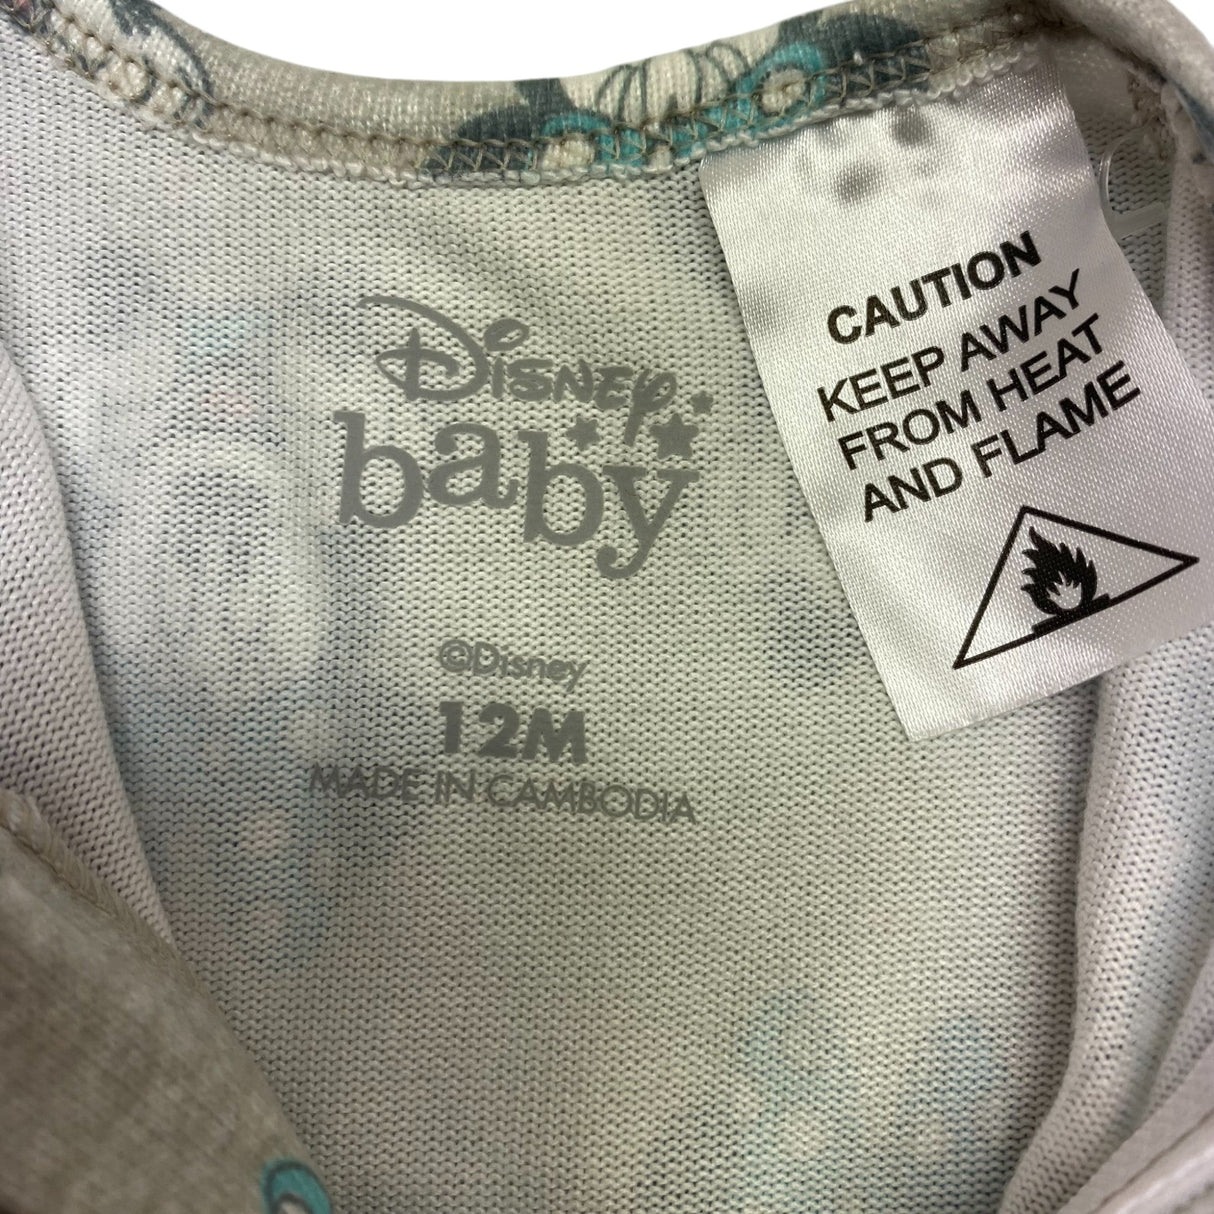 Disney
baby
©Disney
12M
MADE IN CAMBODIA
CAUTION
KEEP AWAY
FROM HEAT
AND FLAME